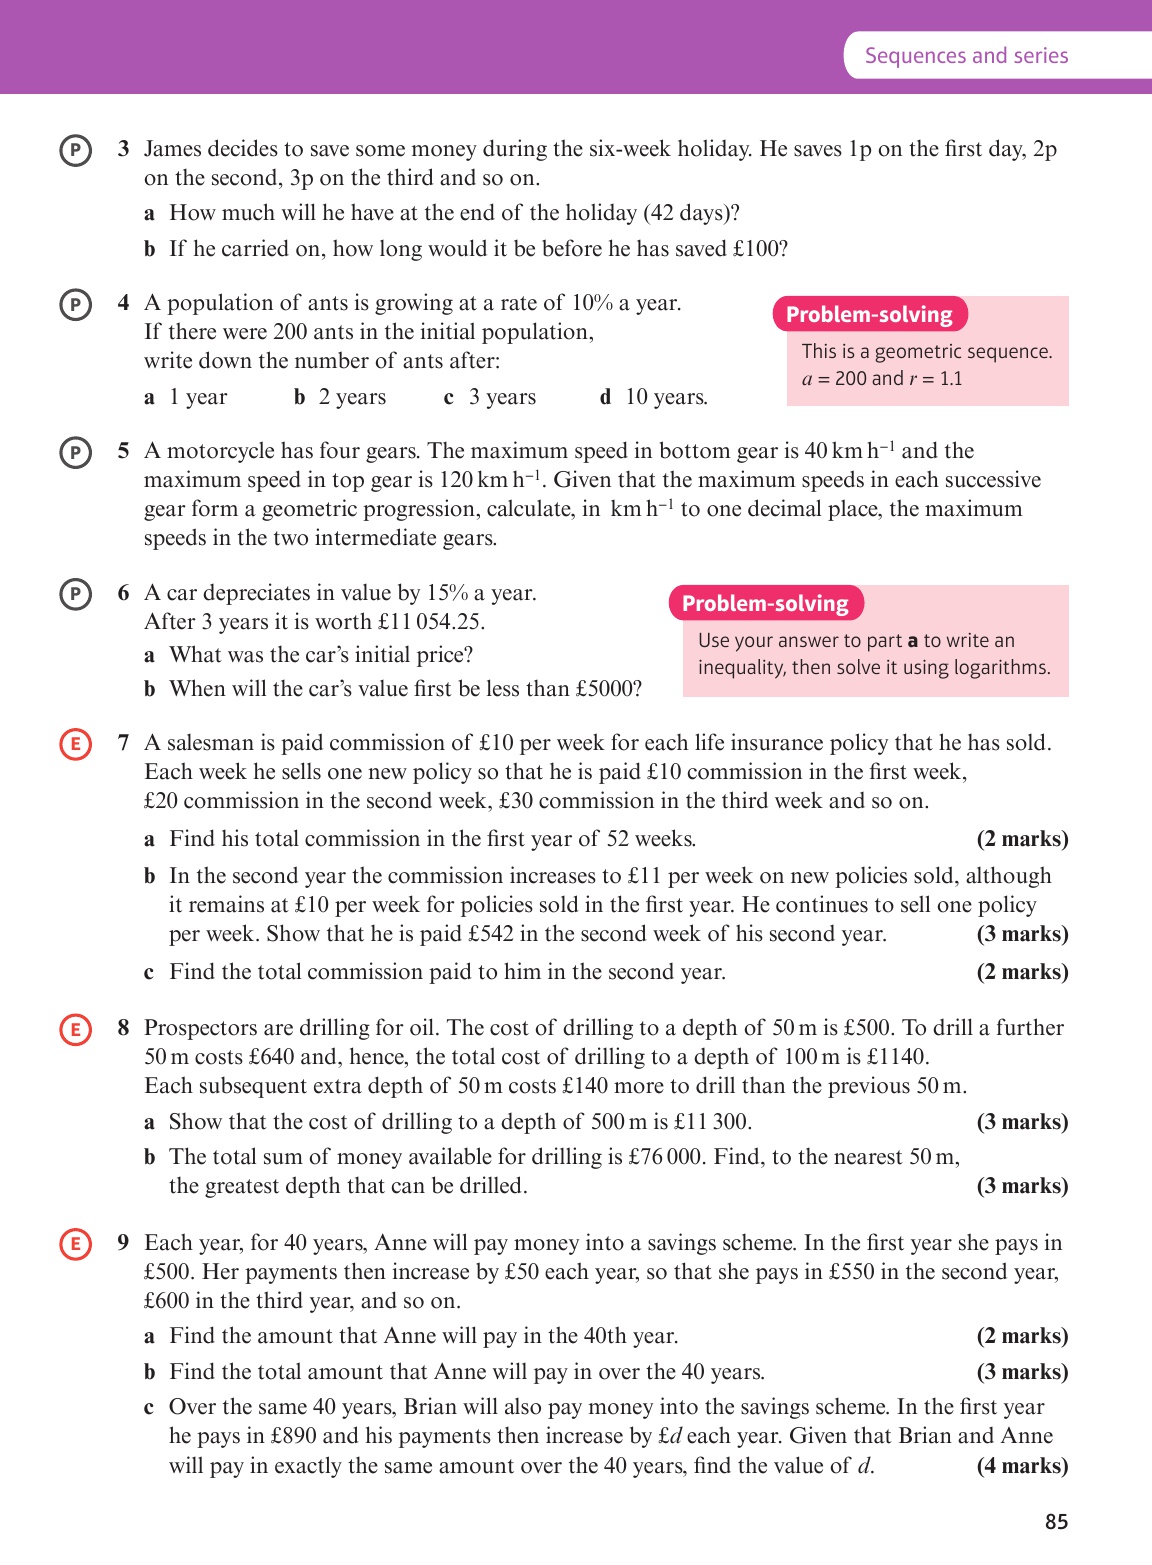 Sequences and series
P 3 James decides to save some money during the six-week holiday. He saves 1p on the first day, 2p
on the second, 3p on the third and so on.
a How much will he have at the end of the holiday (42 days)?
b If he carried on, how long would it be before he has saved £100?
P 4 A population of ants is growing at a rate of 10% a year.
If there were 200 ants in the initial population,
write down the number of ants after:
a 1 year b 2 years c 3 years d 10 years.
Problem-solving
This is a geometric sequence.
a = 200 and r = 1.1
P 5 A motorcycle has four gears. The maximum speed in bottom gear is 40 km h⁻¹ and the
maximum speed in top gear is 120 km h⁻¹. Given that the maximum speeds in each successive
gear form a geometric progression, calculate, in km h⁻¹ to one decimal place, the maximum
speeds in the two intermediate gears.
P 6 A car depreciates in value by 15% a year.
After 3 years it is worth £11 054.25.
a What was the car's initial price?
b When will the car's value first be less than £5000?
Problem-solving
Use your answer to part a to write an
inequality, then solve it using logarithms.
E 7 A salesman is paid commission of £10 per week for each life insurance policy that he has sold.
Each week he sells one new policy so that he is paid £10 commission in the first week,
£20 commission in the second week, £30 commission in the third week and so on.
a Find his total commission in the first year of 52 weeks. (2 marks)
b In the second year the commission increases to £11 per week on new policies sold, although
it remains at £10 per week for policies sold in the first year. He continues to sell one policy
per week. Show that he is paid £542 in the second week of his second year. (3 marks)
c Find the total commission paid to him in the second year. (2 marks)
E 8 Prospectors are drilling for oil. The cost of drilling to a depth of 50 m is £500. To drill a further
50 m costs £640 and, hence, the total cost of drilling to a depth of 100 m is £1140.
Each subsequent extra depth of 50 m costs £140 more to drill than the previous 50 m.
a Show that the cost of drilling to a depth of 500 m is £11 300. (3 marks)
b The total sum of money available for drilling is £76 000. Find, to the nearest 50 m,
the greatest depth that can be drilled. (3 marks)
E 9 Each year, for 40 years, Anne will pay money into a savings scheme. In the first year she pays in
£500. Her payments then increase by £50 each year, so that she pays in £550 in the second year,
£600 in the third year, and so on.
a Find the amount that Anne will pay in the 40th year. (2 marks)
b Find the total amount that Anne will pay in over the 40 years. (3 marks)
c Over the same 40 years, Brian will also pay money into the savings scheme. In the first year
he pays in £890 and his payments then increase by £d each year. Given that Brian and Anne
will pay in exactly the same amount over the 40 years, find the value of d. (4 marks)
85